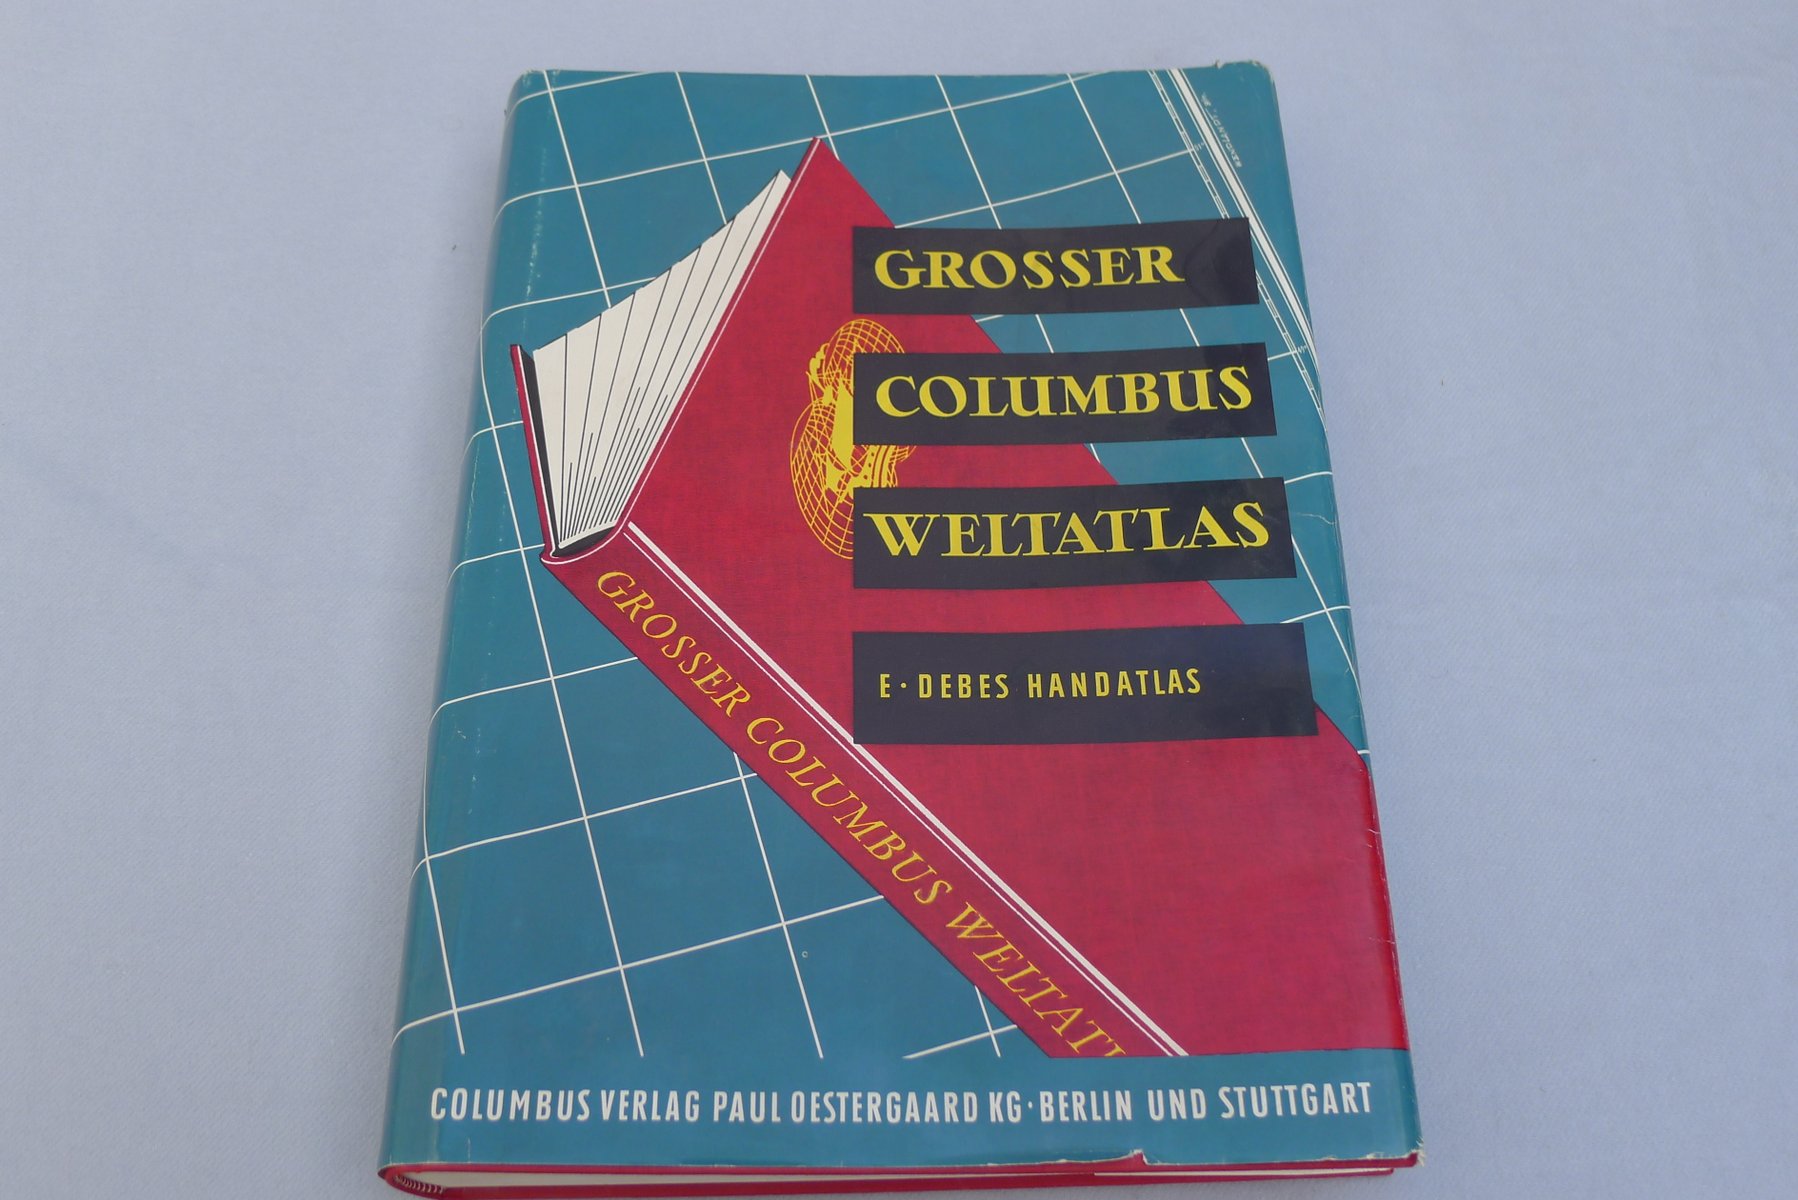 GROSSER
COLUMBUS
WELTATLAS
E·DEBES HANDATLAS
GROSSER COLUMBUS WELTATL
COLUMBUS VERLAG PAUL OESTERGAARD KG·BERLIN UND STUTTGART